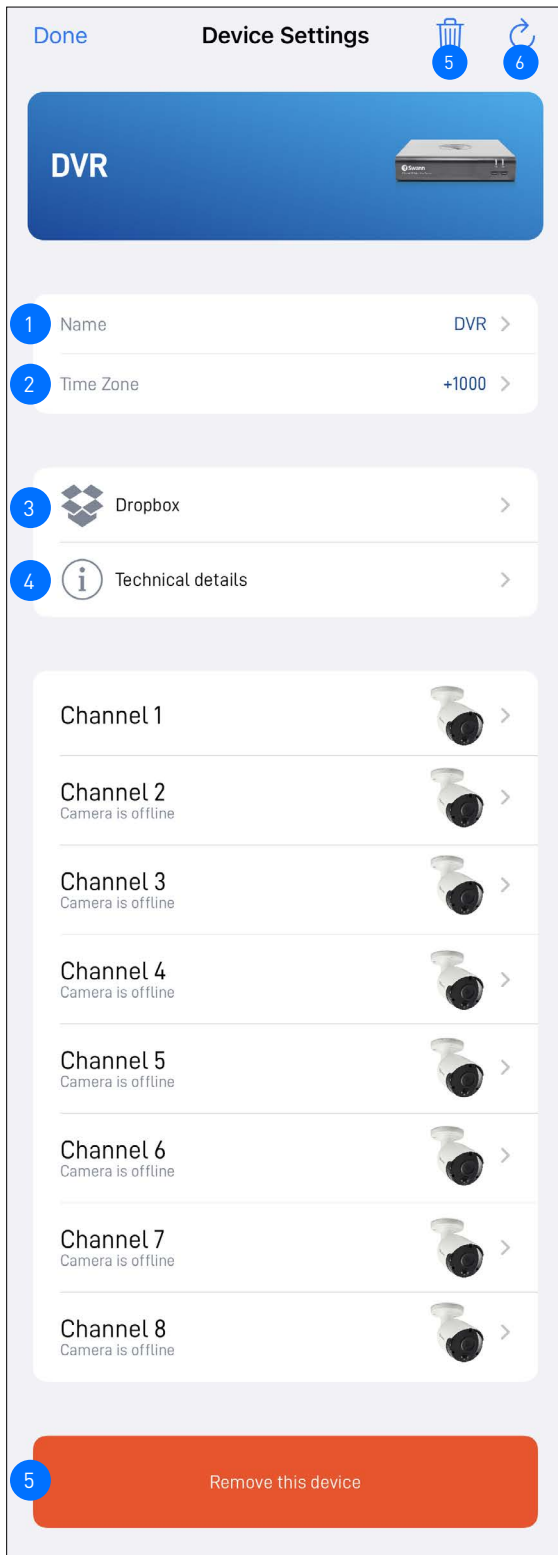 Done Device Settings
5 6
DVR
Swann
1 Name DVR
2 Time Zone +1000
3 Dropbox
4 Technical details
Channel 1
Channel 2
Camera is offline
Channel 3
Camera is offline
Channel 4
Camera is offline
Channel 5
Camera is offline
Channel 6
Camera is offline
Channel 7
Camera is offline
Channel 8
Camera is offline
5 Remove this device